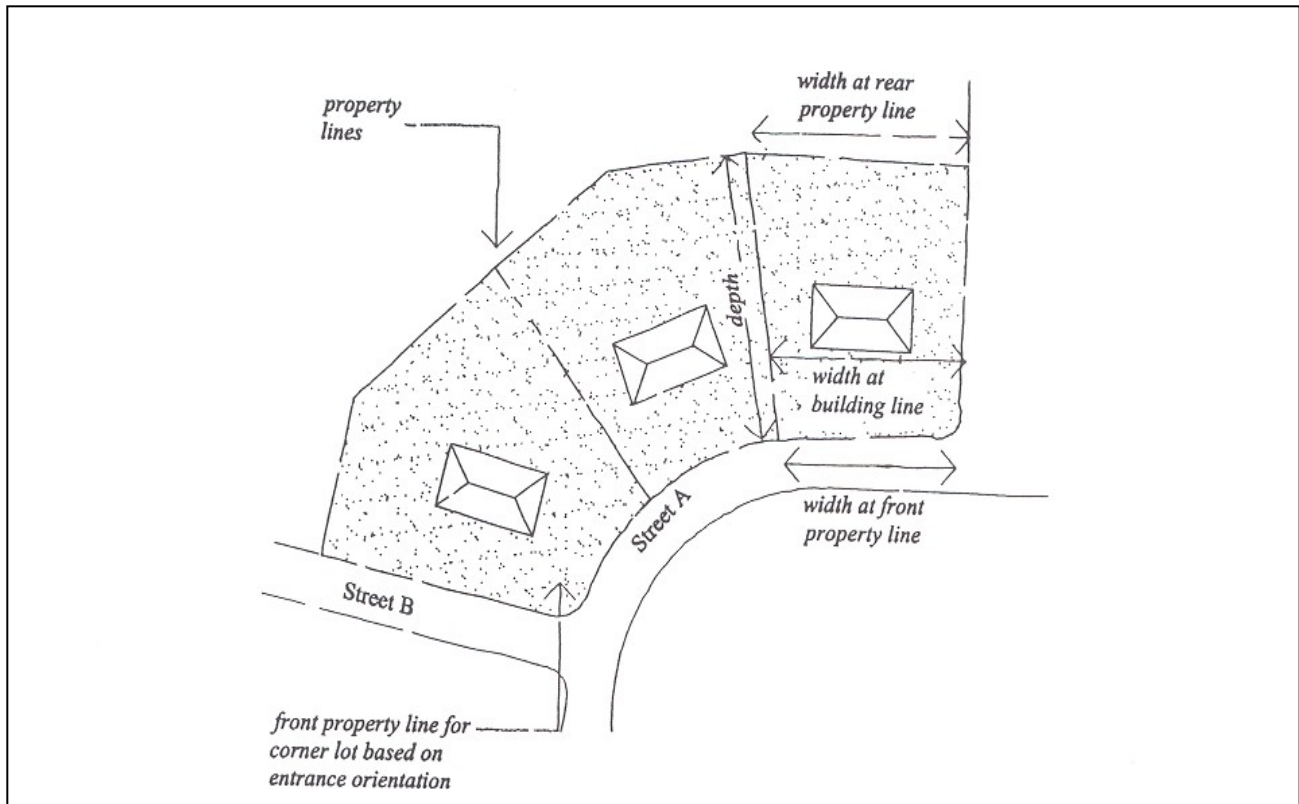 width at rear
property line
property
lines
depth
width at
building line
Street A
width at front
property line
Street B
front property line for
corner lot based on
entrance orientation